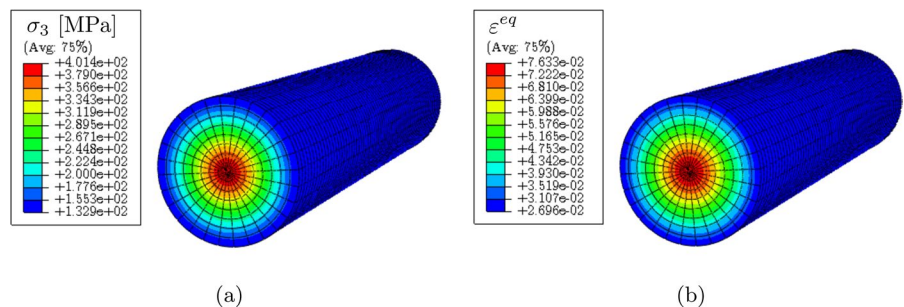 σ₃ [MPa]
(Avg: 75%)
+4.014e+02
+3.790e+02
+3.566e+02
+3.343e+02
+3.119e+02
+2.895e+02
+2.671e+02
+2.448e+02
+2.224e+02
+2.000e+02
+1.776e+02
+1.553e+02
+1.329e+02
(a)
εᵉᑫ
(Avg: 75%)
+7.633e-02
+7.222e-02
+6.810e-02
+6.399e-02
+5.988e-02
+5.576e-02
+5.165e-02
+4.753e-02
+4.342e-02
+3.930e-02
+3.519e-02
+3.107e-02
+2.696e-02
(b)